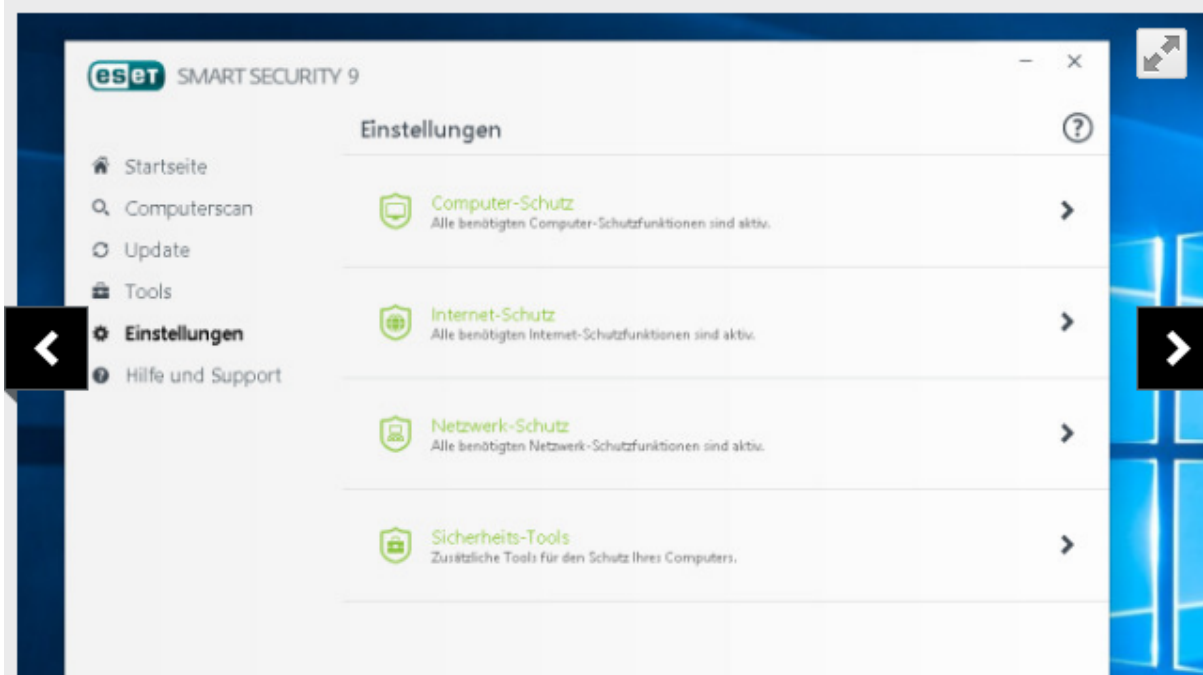 eset SMART SECURITY 9
Einstellungen
Startseite
Computerscan
Update
Tools
Einstellungen
Hilfe und Support
Computer-Schutz
Alle benötigten Computer-Schutzfunktionen sind aktiv.
Internet-Schutz
Alle benötigten Internet-Schutzfunktionen sind aktiv.
Netzwerk-Schutz
Alle benötigten Netzwerk-Schutzfunktionen sind aktiv.
Sicherheits-Tools
Zusätzliche Tools für den Schutz Ihres Computers.